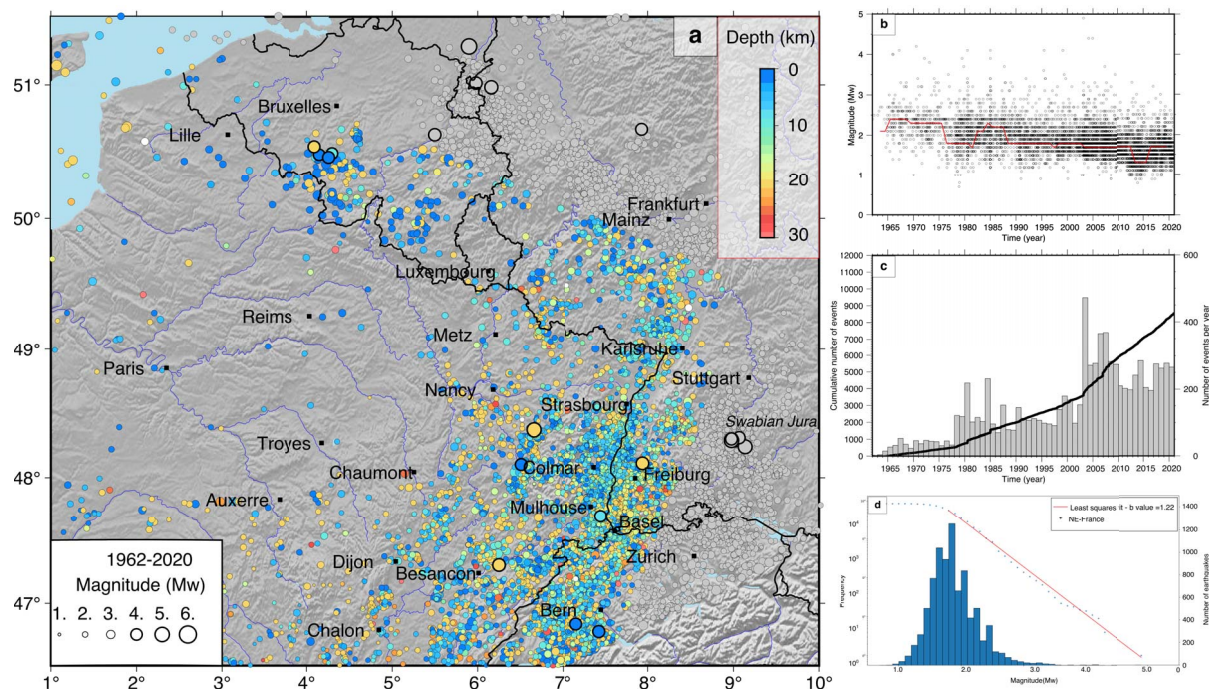 a
Depth (km)
0
10
20
30
51°
50°
49°
48°
47°
Bruxelles
Lille
Frankfurt
Mainz
Luxembourg
Reims
Metz
Karlsruhe
Paris
Nancy
Stuttgart
Strasbourg
Swabian Jura
Troyes
Colmar
Chaumont
Freiburg
Auxerre
Mulhouse
Basel
Zurich
Dijon
Besancon
Bern
Chalon
1962-2020
Magnitude (Mw)
1. 2. 3. 4. 5. 6.
1° 2° 3° 4° 5° 6° 7° 8° 9° 10°
b
Magnitude (Mw)
5
4
3
2
1
0
1965 1970 1975 1980 1985 1990 1995 2000 2005 2010 2015 2020
Time (year)
c
Cumulative number of events
12000
11000
10000
9000
8000
7000
6000
5000
4000
3000
2000
1000
0
600
400
200
0
Number of events per year
1965 1970 1975 1980 1985 1990 1995 2000 2005 2010 2015 2020
Time (year)
d
Least squares it - b value =1.22
NE-France
10⁴
10³
10²
10¹
10⁰
1400
1200
1000
800
600
400
200
0
Number of earthquakes
1.0 2.0 3.0 4.0 5.0
Magnitude(Mw)